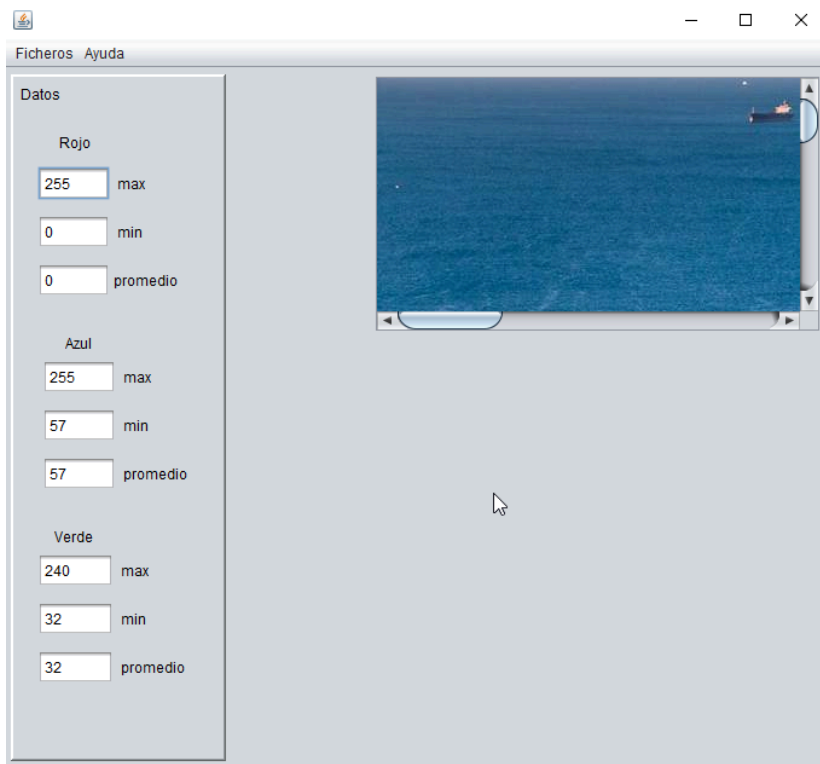 Ficheros Ayuda
Datos
Rojo
255 max
0 min
0 promedio
Azul
255 max
57 min
57 promedio
Verde
240 max
32 min
32 promedio